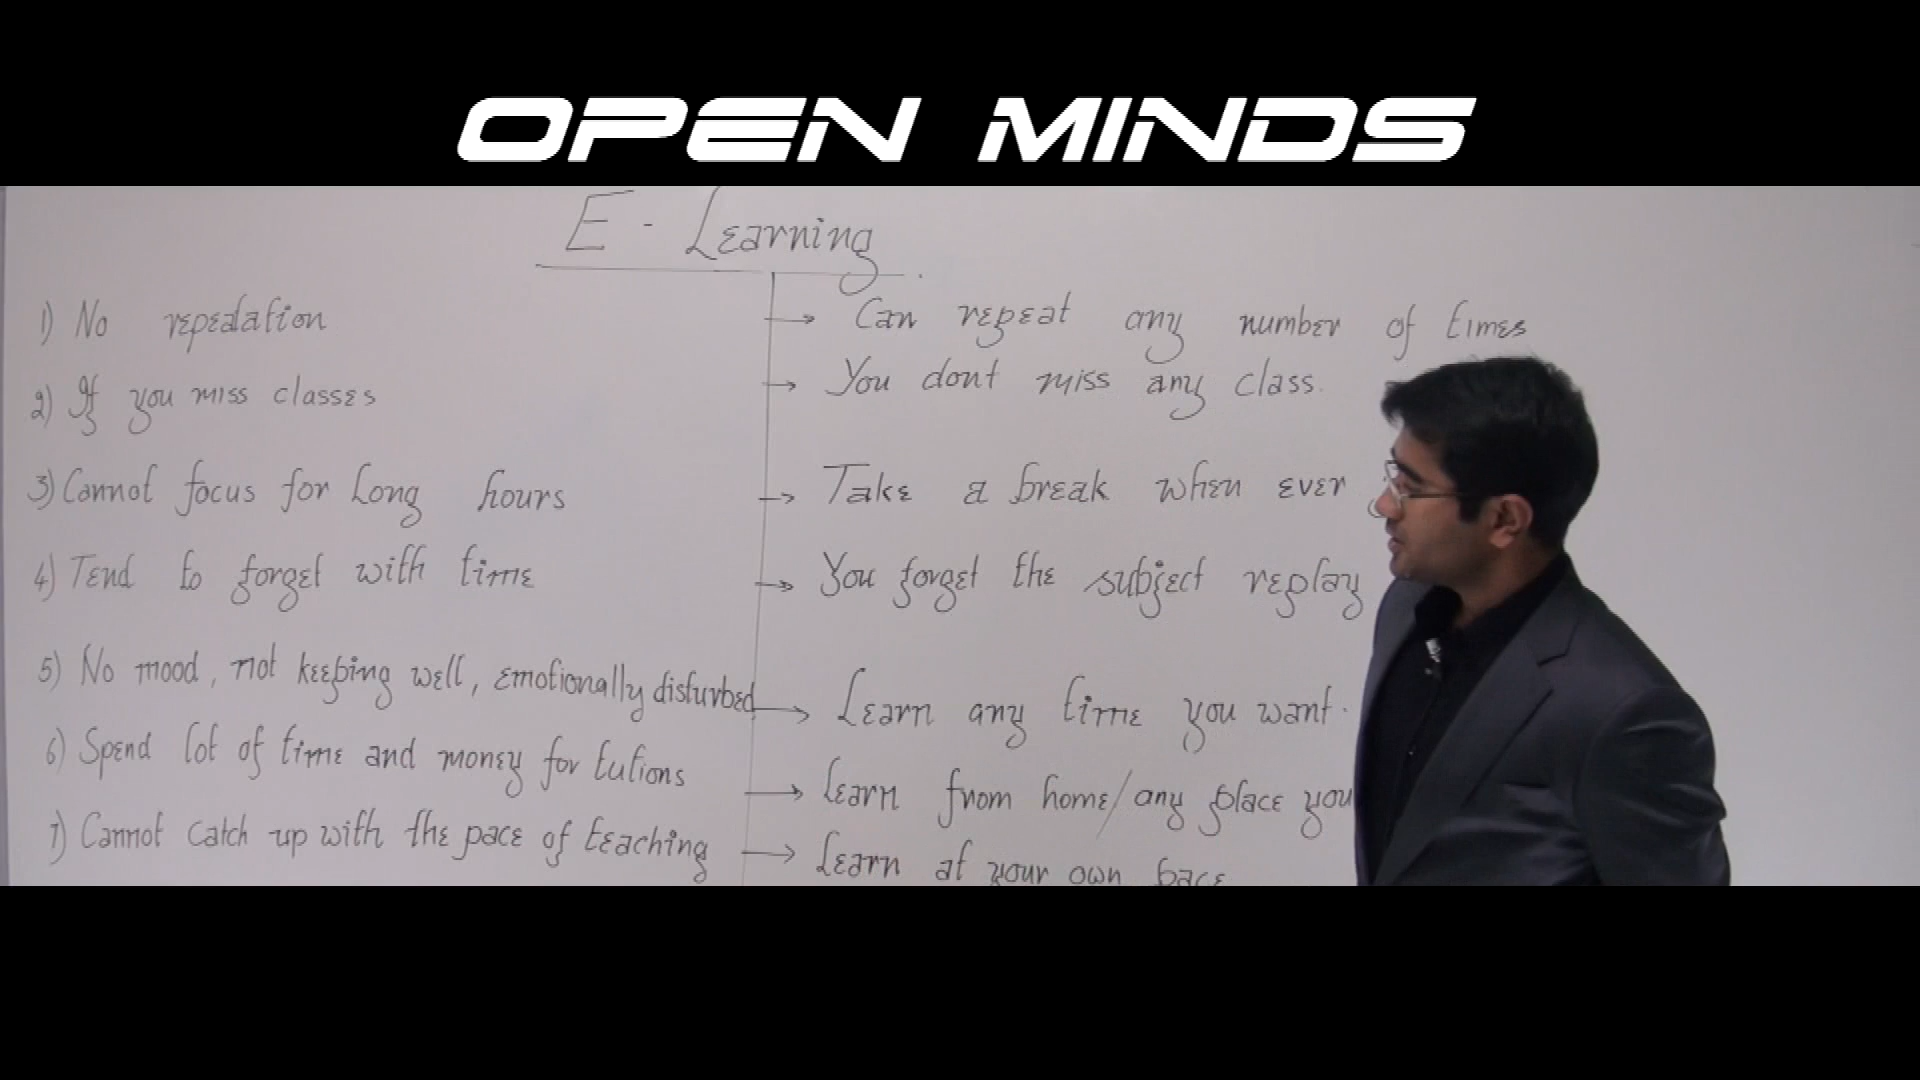 OPEN MINDS
E - Learning
1) No repeatation
→ Can repeat any number of times
2) If you miss classes
→ You dont miss any class.
3) Cannot focus for Long hours
→ Take a break when ever
4) Tend to forget with time
→ You forget the subject replay
5) No mood, not keeping well, emotionally disturbed
→ Learn any time you want.
6) Spend lot of time and money for tutions
→ Learn from home/any place you
7) Cannot catch up with the pace of teaching
→ Learn at your own pace